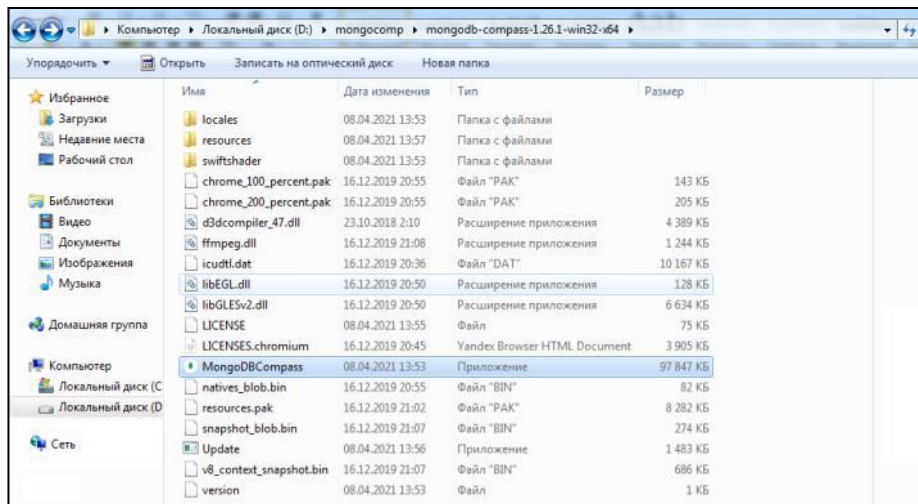 Компьютер ▸ Локальный диск (D:) ▸ mongocomp ▸ mongodb-compass-1.26.1-win32-x64 ▸
Упорядочить Открыть Записать на оптический диск Новая папка
Избранное
Загрузки
Недавние места
Рабочий стол
Библиотеки
Видео
Документы
Изображения
Музыка
Домашняя группа
Компьютер
Локальный диск (C
Локальный диск (D
Сеть
Имя Дата изменения Тип Размер
locales 08.04.2021 13:53 Папка с файлами
resources 08.04.2021 13:57 Папка с файлами
swiftshader 08.04.2021 13:53 Папка с файлами
chrome_100_percent.pak 16.12.2019 20:55 Файл "PAK" 143 КБ
chrome_200_percent.pak 16.12.2019 20:55 Файл "PAK" 205 КБ
d3dcompiler_47.dll 23.10.2018 2:10 Расширение приложения 4 389 КБ
ffmpeg.dll 16.12.2019 21:08 Расширение приложения 1 244 КБ
icudtl.dat 16.12.2019 20:36 Файл "DAT" 10 167 КБ
libEGL.dll 16.12.2019 20:50 Расширение приложения 128 КБ
libGLESv2.dll 16.12.2019 20:50 Расширение приложения 6 634 КБ
LICENSE 08.04.2021 13:55 Файл 75 КБ
LICENSES.chromium 16.12.2019 20:45 Yandex Browser HTML Document 3 905 КБ
MongoDBCompass 08.04.2021 13:53 Приложение 97 847 КБ
natives_blob.bin 16.12.2019 20:55 Файл "BIN" 82 КБ
resources.pak 16.12.2019 21:02 Файл "PAK" 8 282 КБ
snapshot_blob.bin 16.12.2019 21:07 Файл "BIN" 274 КБ
Update 08.04.2021 13:56 Приложение 1 483 КБ
v8_context_snapshot.bin 16.12.2019 21:07 Файл "BIN" 686 КБ
version 08.04.2021 13:53 Файл 1 КБ